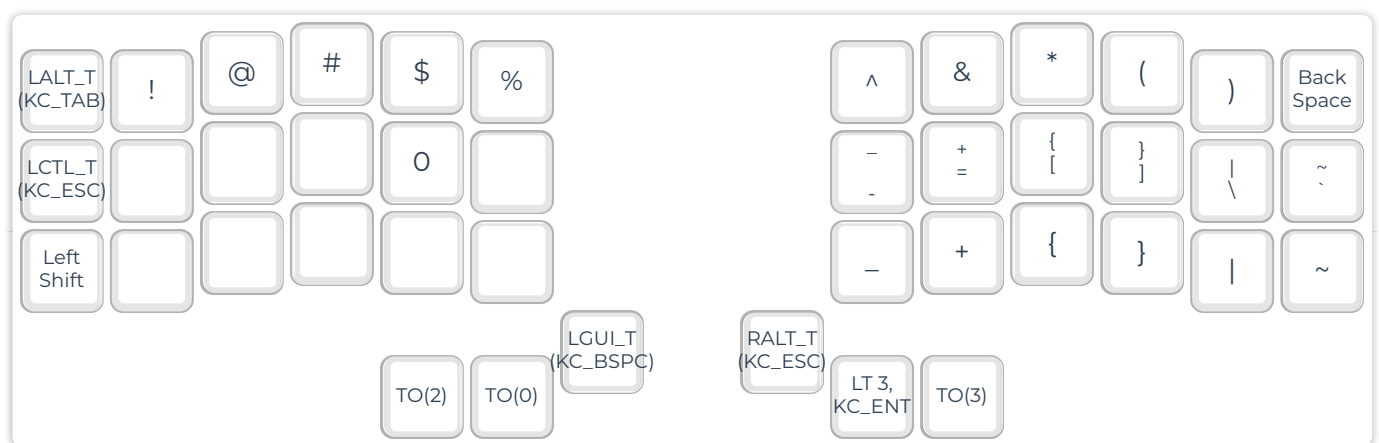 LALT_T
(KC_TAB)
!
@
#
$
%
^
&
*
(
)
Back
Space
LCTL_T
(KC_ESC)
0
_
-
+
=
{
[
}
]
|
\
~
`
Left
Shift
_
+
{
}
|
~
LGUI_T
(KC_BSPC)
RALT_T
(KC_ESC)
TO(2)
TO(0)
LT 3,
KC_ENT
TO(3)